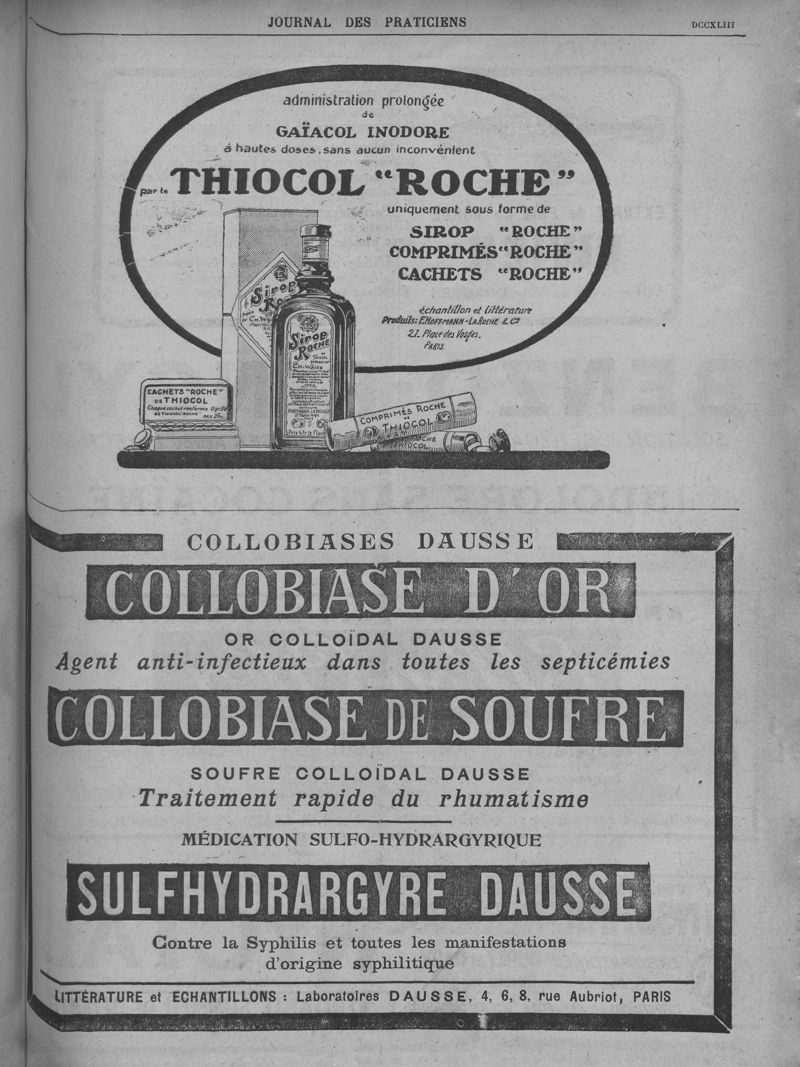 JOURNAL DES PRATICIENS
DCCXLIII
administration prolongée
de
GAÏACOL INODORE
à hautes doses, sans aucun inconvénient
par le THIOCOL "ROCHE"
uniquement sous forme de
SIROP "ROCHE"
COMPRIMÉS "ROCHE"
CACHETS "ROCHE"
échantillon et littérature
Produits: F. HOFFMANN-LA ROCHE & Co
21. Place des Vosges.
PARIS.
Sirop
Sirop
ROCHE
CACHETS "ROCHE"
DE THIOCOL
COMPRIMÉS ROCHE
THIOCOL
COLLOBIASES DAUSSE
COLLOBIASE D'OR
OR COLLOÏDAL DAUSSE
Agent anti-infectieux dans toutes les septicémies
COLLOBIASE DE SOUFRE
SOUFRE COLLOÏDAL DAUSSE
Traitement rapide du rhumatisme
MÉDICATION SULFO-HYDRARGYRIQUE
SULFHYDRARGYRE DAUSSE
Contre la Syphilis et toutes les manifestations
d'origine syphilitique
LITTÉRATURE et ECHANTILLONS : Laboratoires DAUSSE, 4, 6, 8, rue Aubriot, PARIS